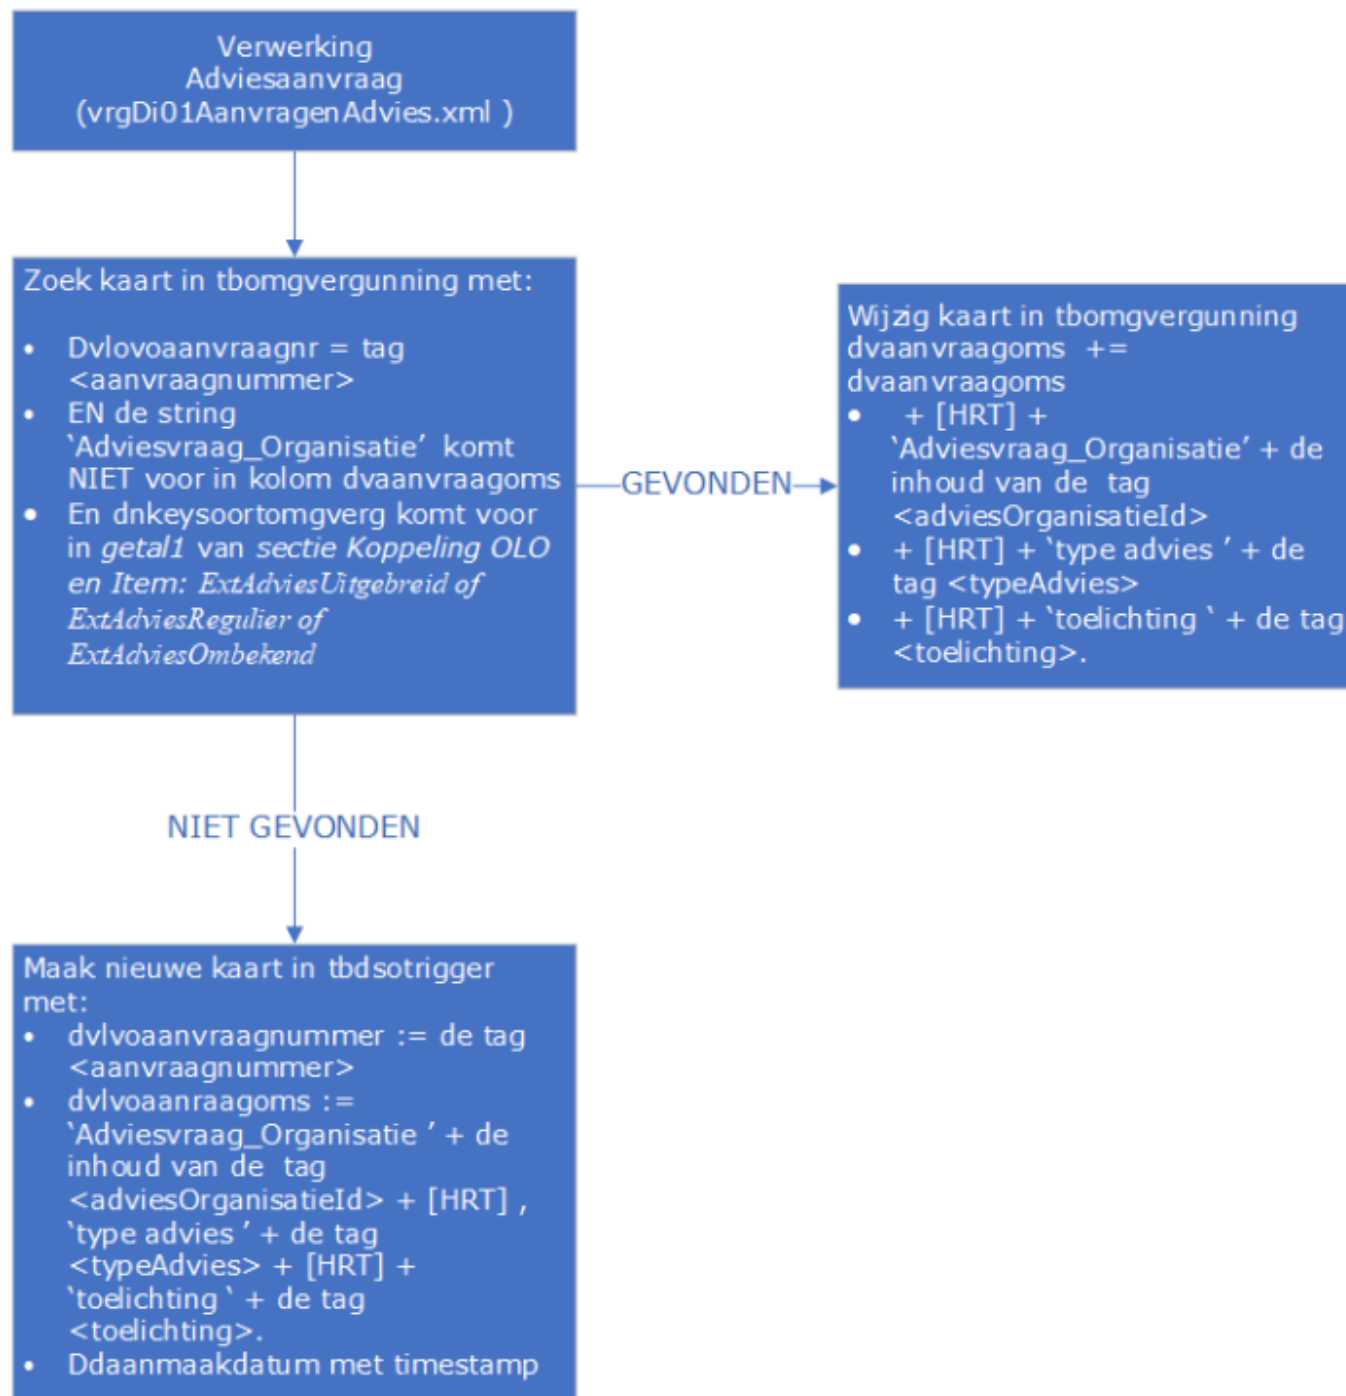 Verwerking
Adviesaanvraag
(vrgDi01AanvragenAdvies.xml )
Zoek kaart in tbomgvergunning met:
• Dvlovoaanvraagnr = tag
<aanvraagnummer>
• EN de string
‘Adviesvraag_Organisatie’ komt
NIET voor in kolom dvaanvraagoms
• En dnkeysoortomgverg komt voor
in getal1 van sectie Koppeling OLO
en Item: ExtAdviesUitgebreid of
ExtAdviesRegulier of
ExtAdviesOmbekend
GEVONDEN
Wijzig kaart in tbomgvergunning
dvaanvraagoms +=
dvaanvraagoms
• + [HRT] +
‘Adviesvraag_Organisatie’ + de
inhoud van de tag
<adviesOrganisatieId>
• + [HRT] + ‘type advies ’ + de
tag <typeAdvies>
• + [HRT] + ‘toelichting ‘ + de tag
<toelichting>.
NIET GEVONDEN
Maak nieuwe kaart in tbdsotrigger
met:
• dvlvoaanvraagnummer := de tag
<aanvraagnummer>
• dvlvoaanraagoms :=
‘Adviesvraag_Organisatie ’ + de
inhoud van de tag
<adviesOrganisatieId> + [HRT] ,
‘type advies ’ + de tag
<typeAdvies> + [HRT] +
‘toelichting ‘ + de tag
<toelichting>.
• Ddaanmaakdatum met timestamp